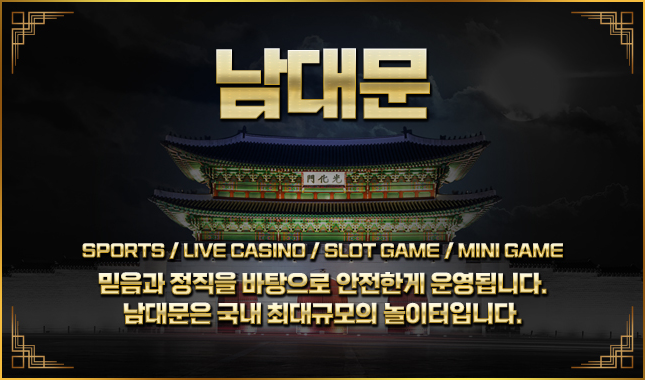 남대문
門化光
SPORTS / LIVE CASINO / SLOT GAME / MINI GAME
믿음과 정직을 바탕으로 안전한게 운영됩니다.
남대문은 국내 최대규모의 놀이터입니다.